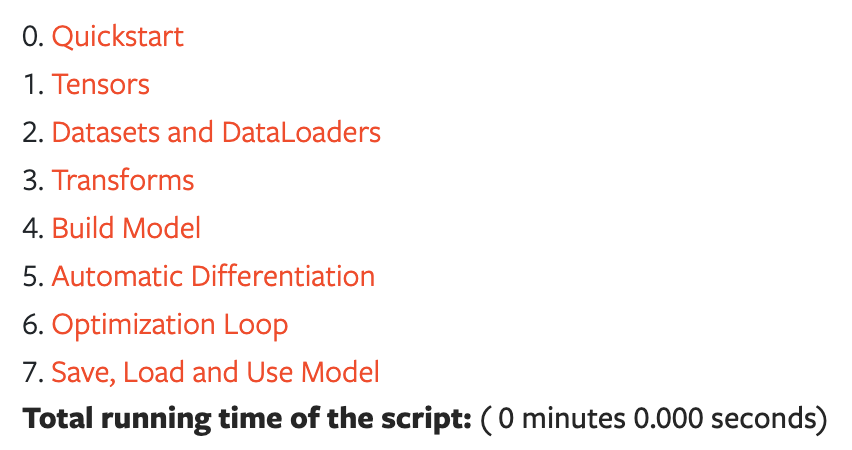 0. Quickstart
1. Tensors
2. Datasets and DataLoaders
3. Transforms
4. Build Model
5. Automatic Differentiation
6. Optimization Loop
7. Save, Load and Use Model
Total running time of the script: ( 0 minutes 0.000 seconds)